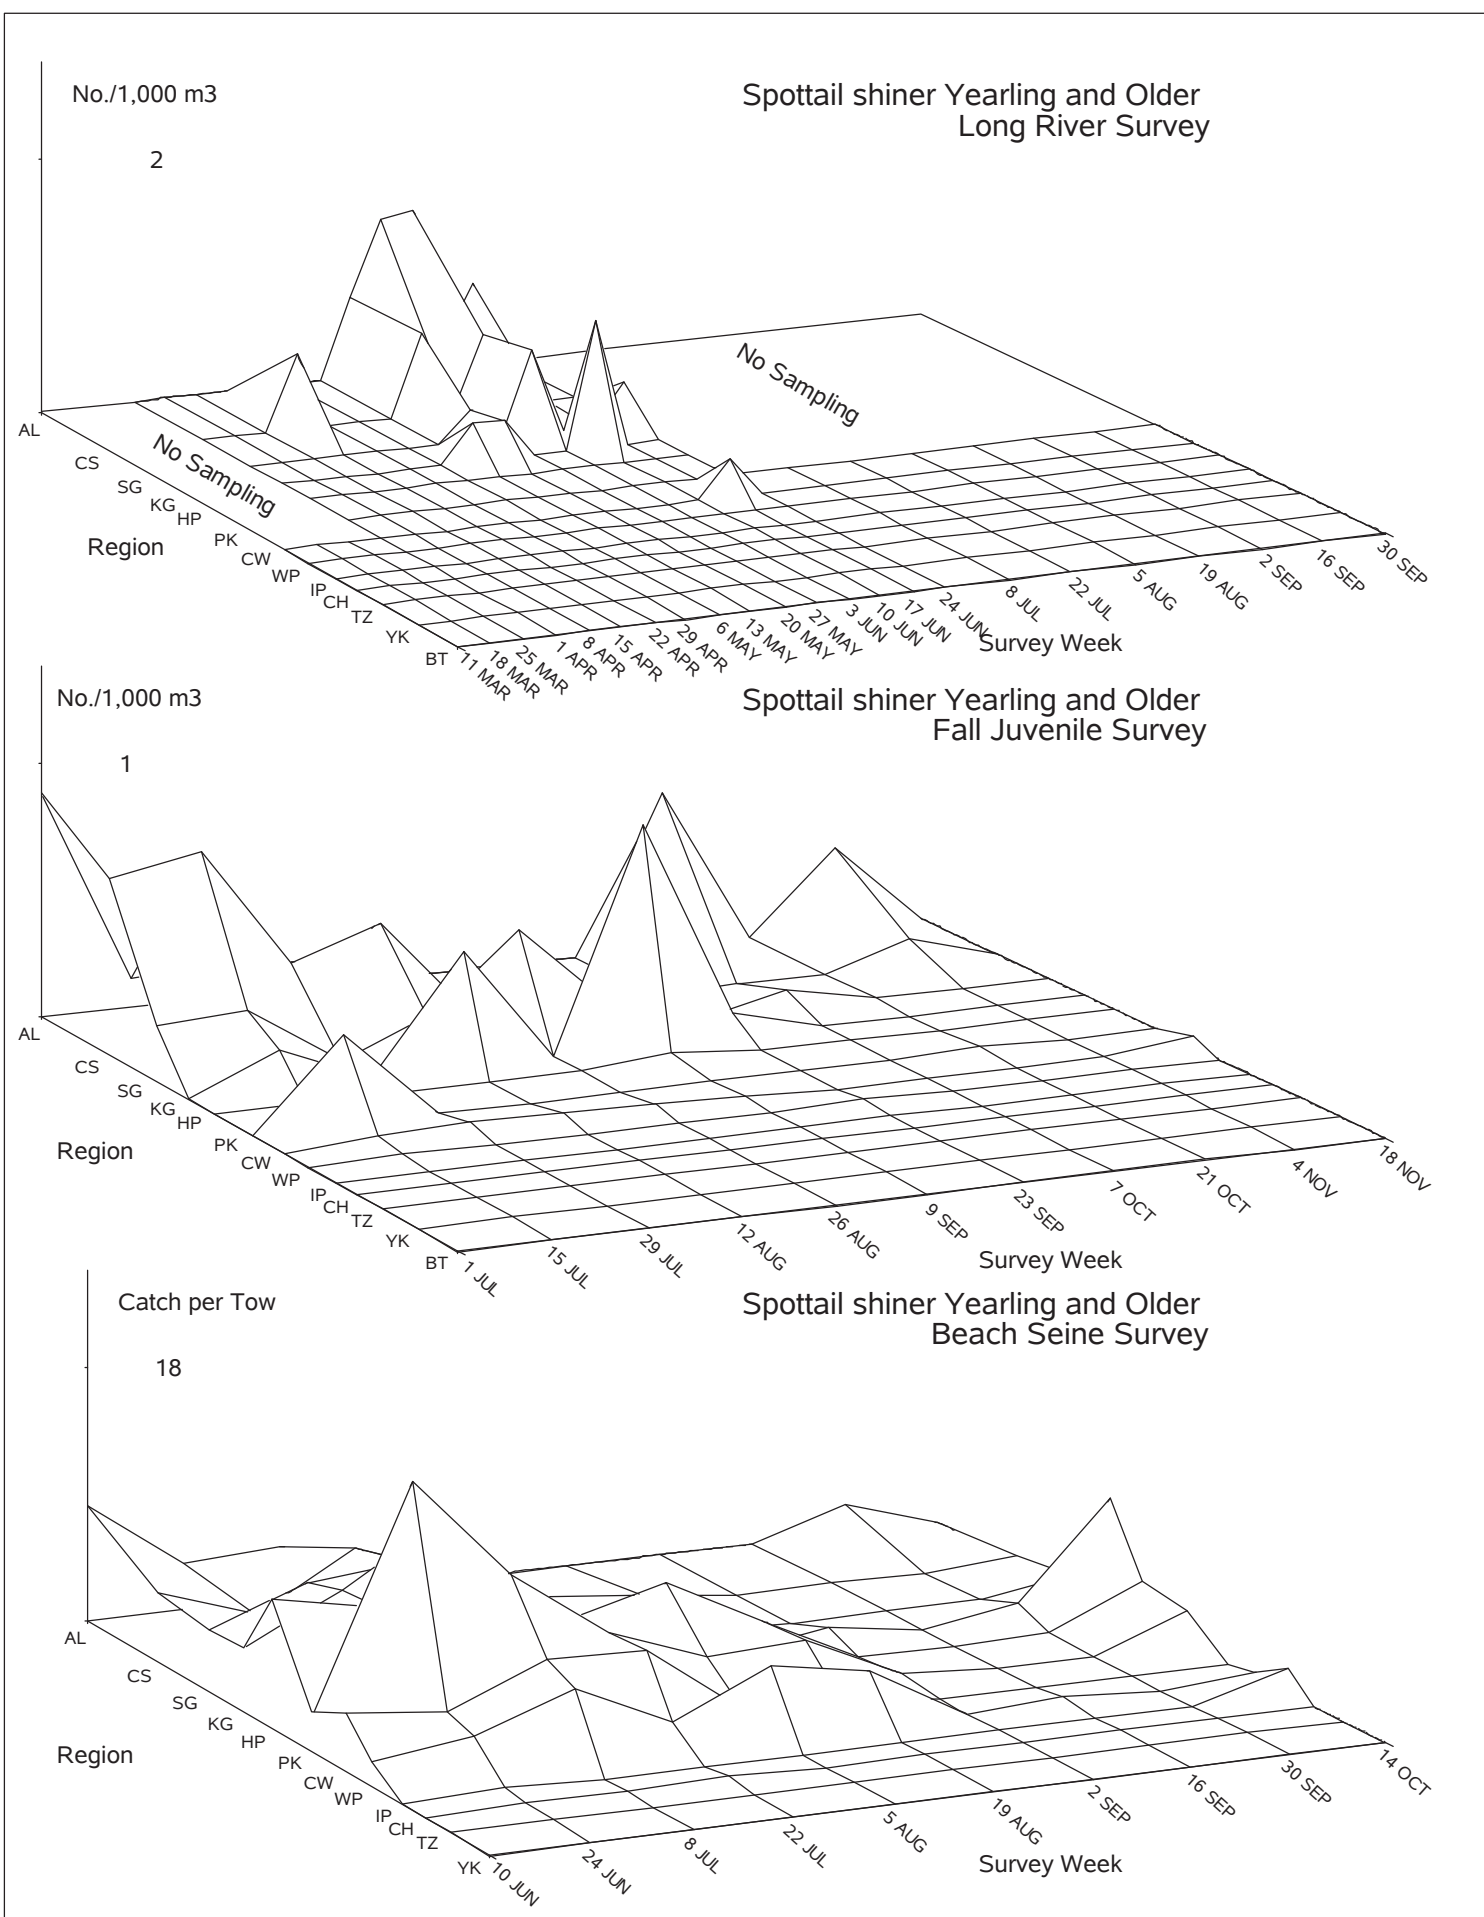 No./1,000 m3
Spottail shiner Yearling and Older
Long River Survey
2
No Sampling
No Sampling
AL
CS
SG
KG
HP
PK
CW
WP
IP
CH
TZ
YK
BT
Region
11 MAR
18 MAR
25 MAR
1 APR
8 APR
15 APR
22 APR
29 APR
6 MAY
13 MAY
20 MAY
27 MAY
3 JUN
10 JUN
17 JUN
24 JUN
8 JUL
22 JUL
5 AUG
19 AUG
2 SEP
16 SEP
30 SEP
Survey Week
No./1,000 m3
Spottail shiner Yearling and Older
Fall Juvenile Survey
1
AL
CS
SG
KG
HP
PK
CW
WP
IP
CH
TZ
YK
BT
Region
1 JUL
15 JUL
29 JUL
12 AUG
26 AUG
9 SEP
23 SEP
7 OCT
21 OCT
4 NOV
18 NOV
Survey Week
Catch per Tow
Spottail shiner Yearling and Older
Beach Seine Survey
18
AL
CS
SG
KG
HP
PK
CW
WP
IP
CH
TZ
YK
Region
10 JUN
24 JUN
8 JUL
22 JUL
5 AUG
19 AUG
2 SEP
16 SEP
30 SEP
14 OCT
Survey Week